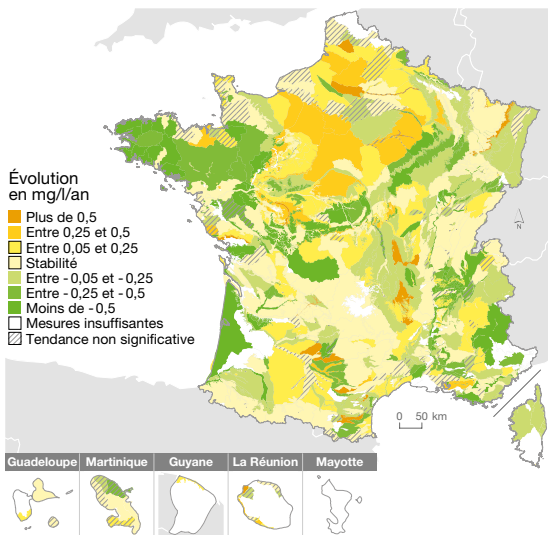 Évolution
en mg/l/an
Plus de 0,5
Entre 0,25 et 0,5
Entre 0,05 et 0,25
Stabilité
Entre - 0,05 et - 0,25
Entre - 0,25 et - 0,5
Moins de - 0,5
Mesures insuffisantes
Tendance non significative
N
0 50 km
Guadeloupe Martinique Guyane La Réunion Mayotte